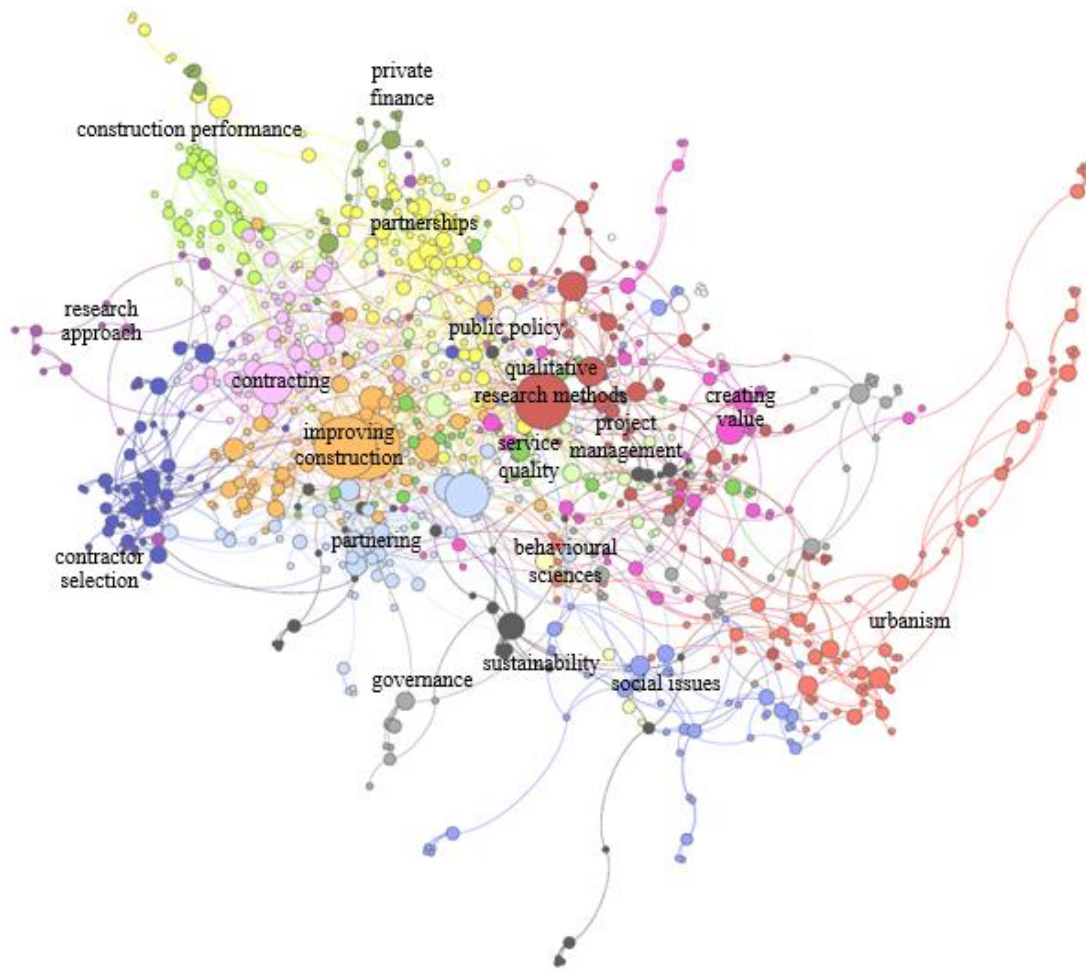 private
finance
construction performance
partnerships
research
approach
public policy
qualitative
research methods
contracting
creating
value
improving
construction
project
management
service
quality
contractor
selection
partnering
behavioural
sciences
urbanism
sustainability
governance
social issues